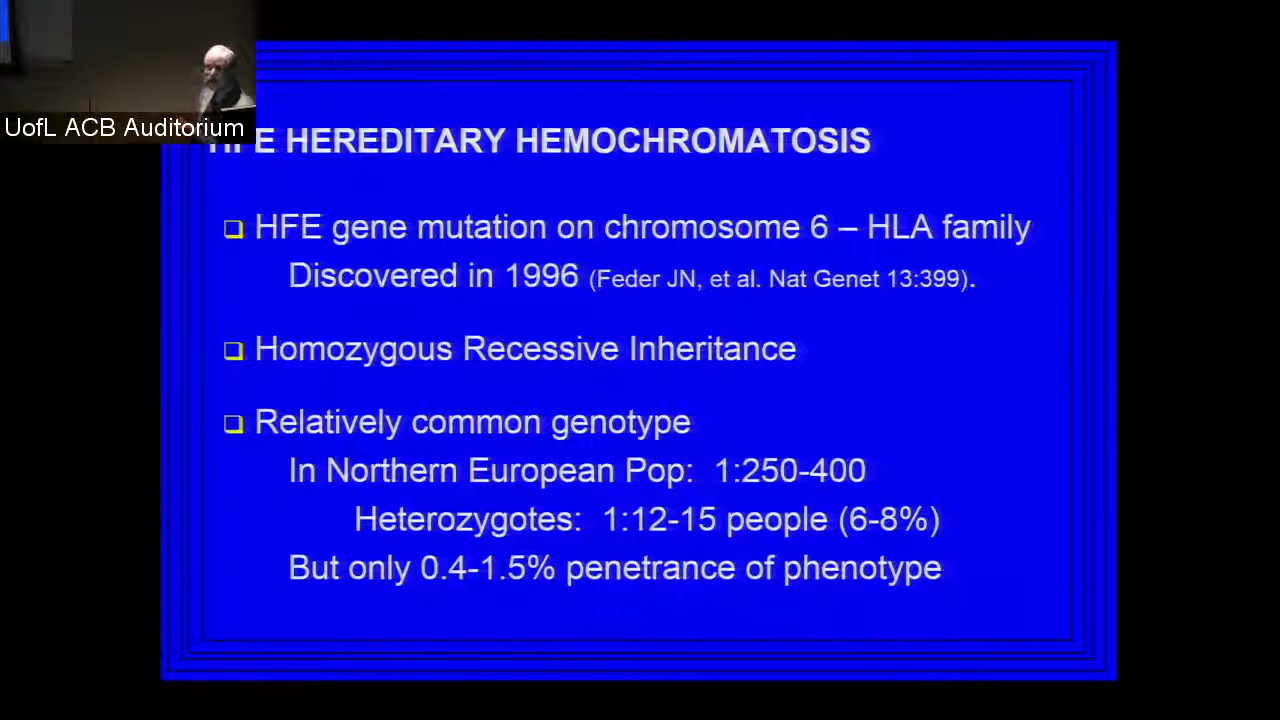 UofL ACB Auditorium
HFE HEREDITARY HEMOCHROMATOSIS
HFE gene mutation on chromosome 6 – HLA family
Discovered in 1996 (Feder JN, et al. Nat Genet 13:399).
Homozygous Recessive Inheritance
Relatively common genotype
In Northern European Pop: 1:250-400
Heterozygotes: 1:12-15 people (6-8%)
But only 0.4-1.5% penetrance of phenotype